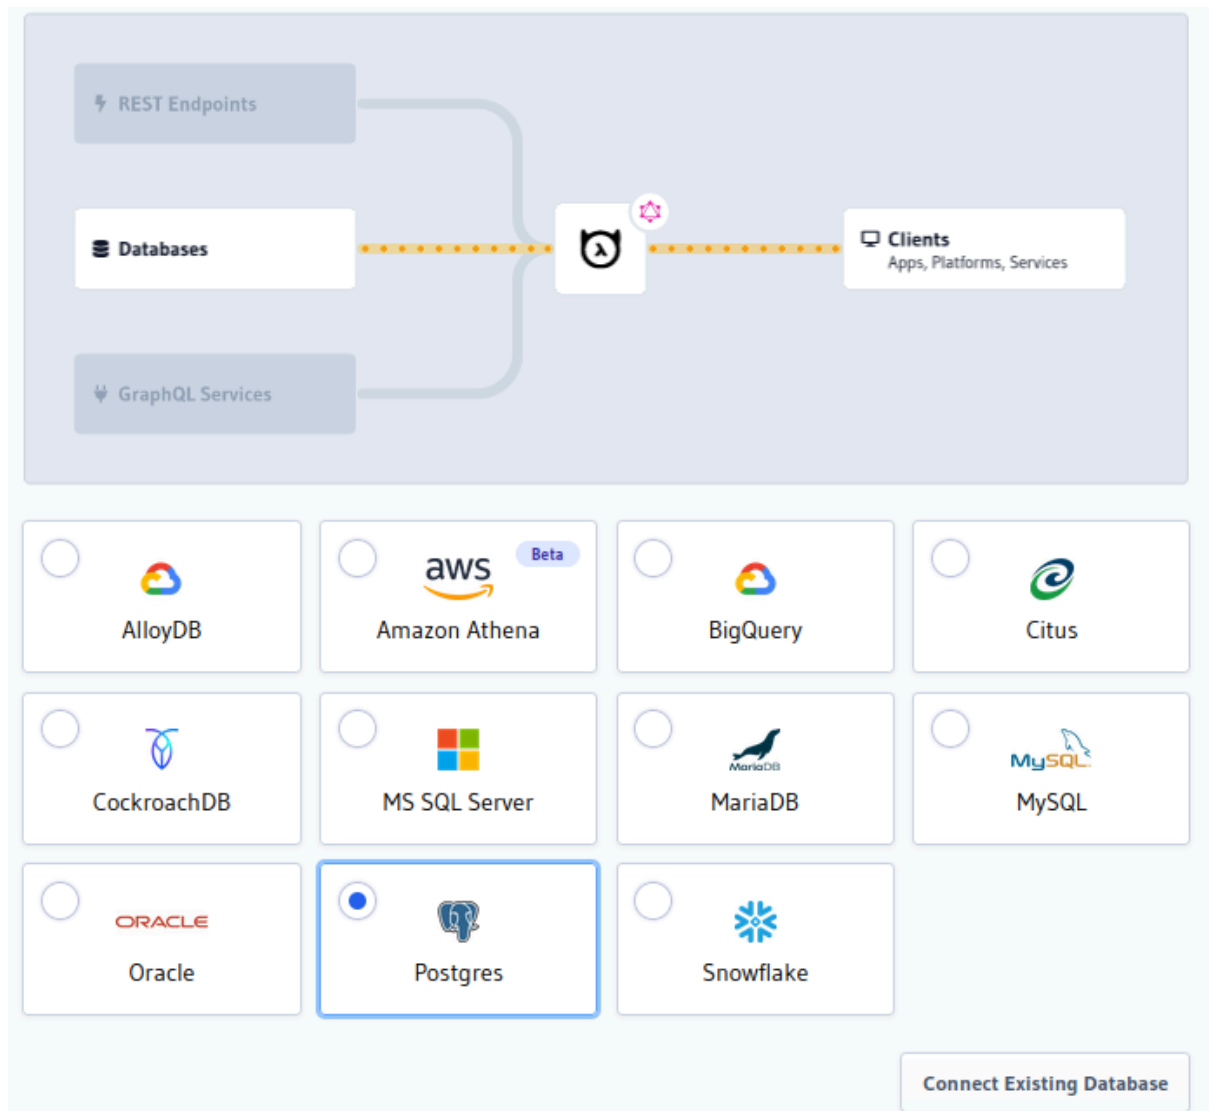 REST Endpoints
Databases
Clients
Apps, Platforms, Services
GraphQL Services
AlloyDB
aws
Beta
Amazon Athena
BigQuery
Citus
CockroachDB
MS SQL Server
MariaDB
MariaDB
MySQL
MySQL
ORACLE
Oracle
Postgres
Snowflake
Connect Existing Database